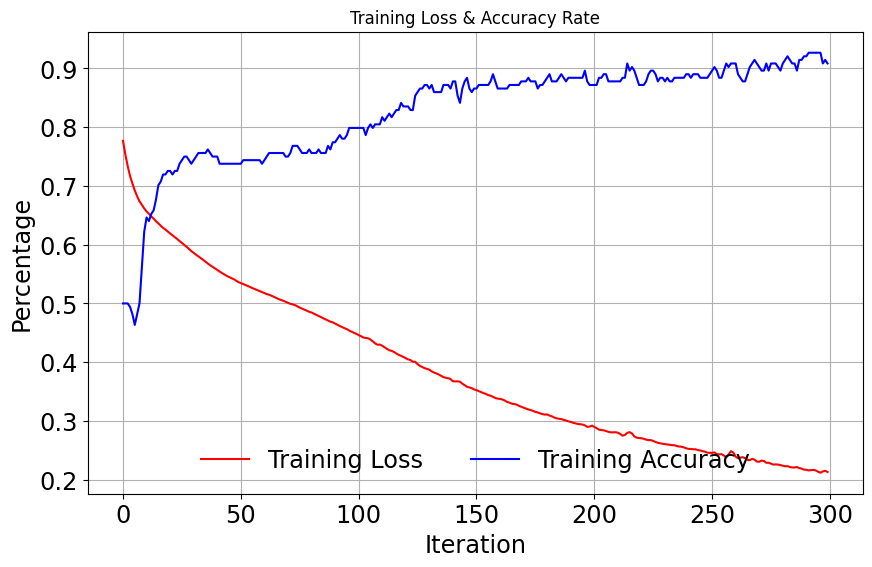 Training Loss & Accuracy Rate
0.9
0.8
0.7
0.6
0.5
0.4
0.3
0.2
Percentage
Training Loss
Training Accuracy
0 50 100 150 200 250 300
Iteration